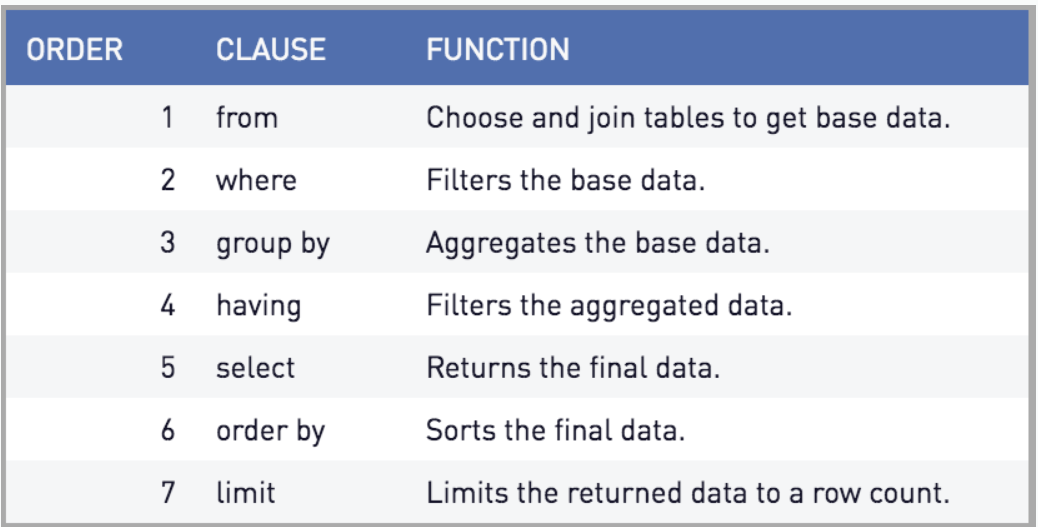 ORDER CLAUSE FUNCTION
1 from Choose and join tables to get base data.
2 where Filters the base data.
3 group by Aggregates the base data.
4 having Filters the aggregated data.
5 select Returns the final data.
6 order by Sorts the final data.
7 limit Limits the returned data to a row count.